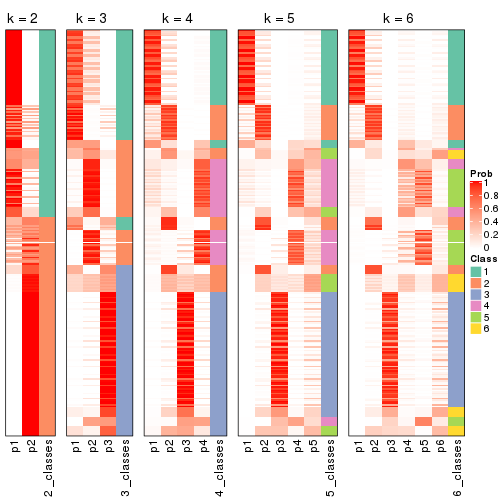 k = 2
k = 3
k = 4
k = 5
k = 6
Prob
1
0.8
0.6
0.4
0.2
0
Class
1
2
3
4
5
6
p1
p2
2_classes
p1
p2
p3
3_classes
p1
p2
p3
p4
4_classes
p1
p2
p3
p4
p5
5_classes
p1
p2
p3
p4
p5
p6
6_classes